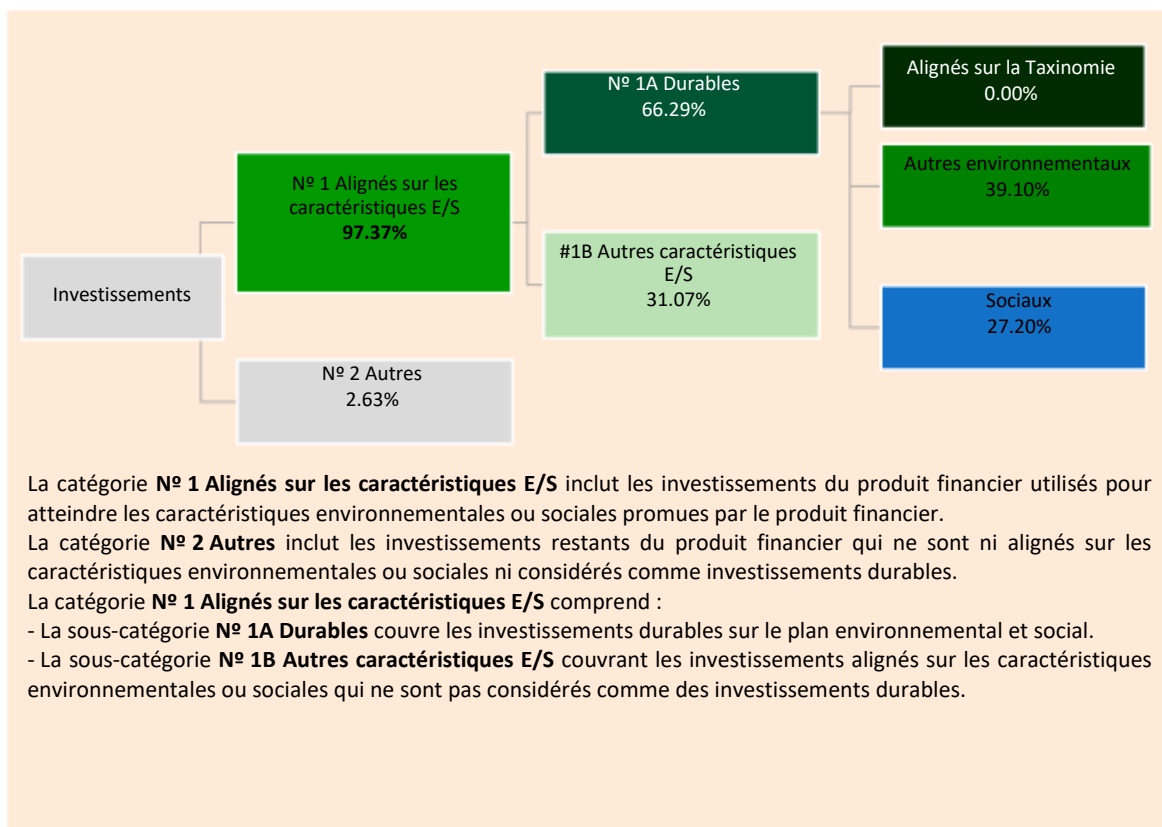 Alignés sur la Taxinomie
0.00%
Nº 1A Durables
66.29%
Autres environnementaux
39.10%
Nº 1 Alignés sur les
caractéristiques E/S
97.37%
#1B Autres caractéristiques
E/S
31.07%
Investissements
Sociaux
27.20%
Nº 2 Autres
2.63%
La catégorie Nº 1 Alignés sur les caractéristiques E/S inclut les investissements du produit financier utilisés pour
atteindre les caractéristiques environnementales ou sociales promues par le produit financier.
La catégorie Nº 2 Autres inclut les investissements restants du produit financier qui ne sont ni alignés sur les
caractéristiques environnementales ou sociales ni considérés comme investissements durables.
La catégorie Nº 1 Alignés sur les caractéristiques E/S comprend :
- La sous-catégorie Nº 1A Durables couvre les investissements durables sur le plan environnemental et social.
- La sous-catégorie Nº 1B Autres caractéristiques E/S couvrant les investissements alignés sur les caractéristiques
environnementales ou sociales qui ne sont pas considérés comme des investissements durables.